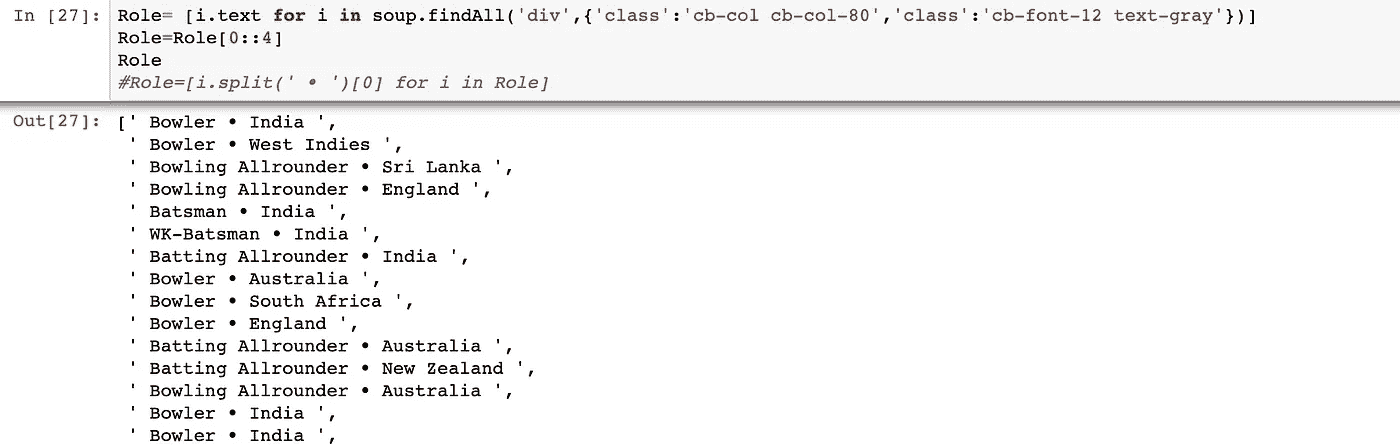 In [27]: Role= [i.text for i in soup.findAll('div',{'class':'cb-col cb-col-80','class':'cb-font-12 text-gray'})]
Role=Role[0::4]
Role
#Role=[i.split(' • ')[0] for i in Role]
Out[27]: [' Bowler • India ',
' Bowler • West Indies ',
' Bowling Allrounder • Sri Lanka ',
' Bowling Allrounder • England ',
' Batsman • India ',
' WK-Batsman • India ',
' Batting Allrounder • India ',
' Bowler • Australia ',
' Bowler • South Africa ',
' Bowler • England ',
' Batting Allrounder • Australia ',
' Batting Allrounder • New Zealand ',
' Bowling Allrounder • Australia ',
' Bowler • India ',
' Bowler • India ',